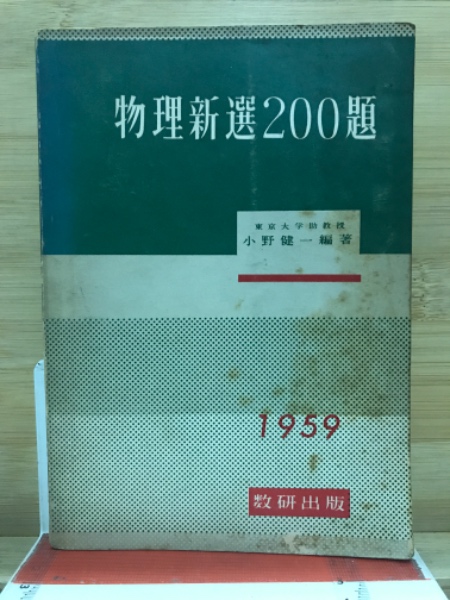 物理新選200題
東京大学助教授
小野健一編著
1959
数研出版